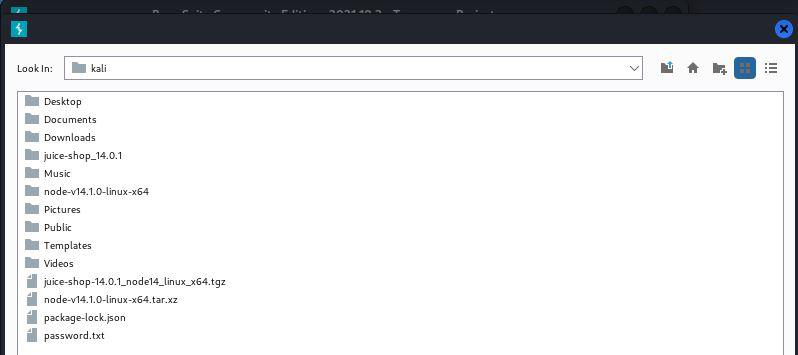 Look In: kali
Desktop
Documents
Downloads
juice-shop_14.0.1
Music
node-v14.1.0-linux-x64
Pictures
Public
Templates
Videos
juice-shop-14.0.1_node14_linux_x64.tgz
node-v14.1.0-linux-x64.tar.xz
package-lock.json
password.txt